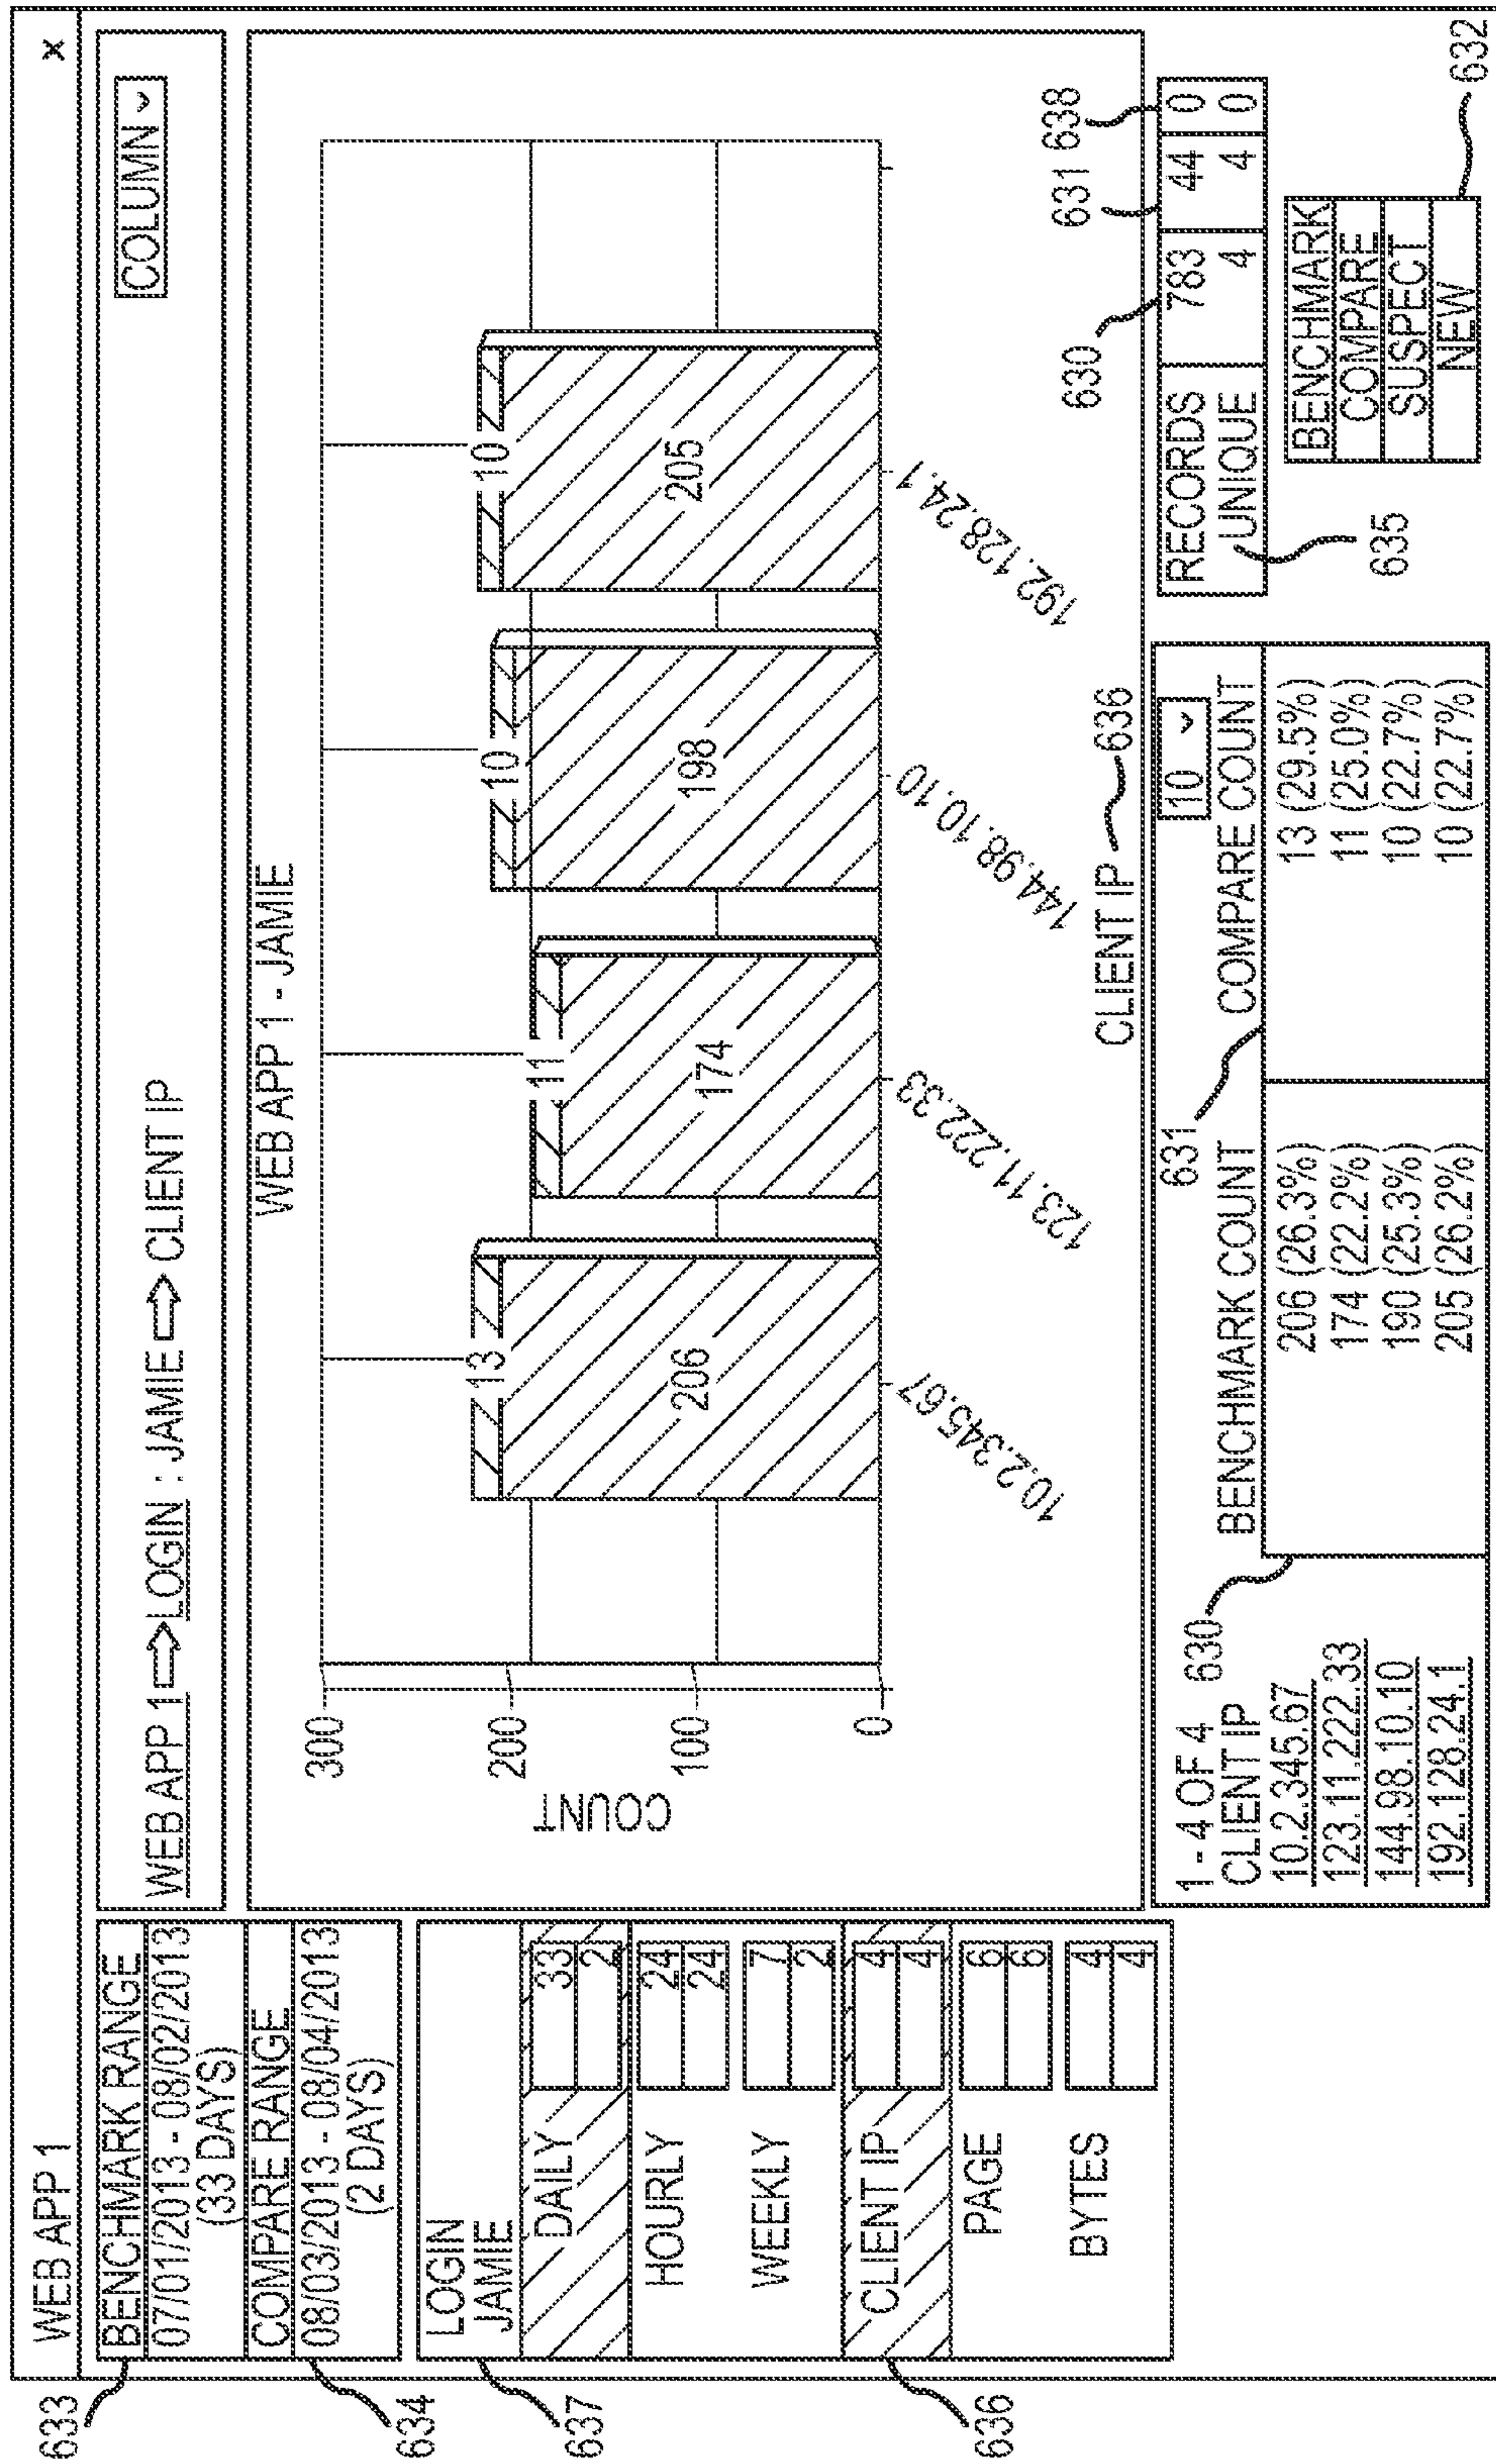 WEB APP 1
x
633
BENCHMARK RANGE
07/01/2013 - 08/02/2013
(33 DAYS)
COMPARE RANGE
634
08/03/2013 - 08/04/2013
(2 DAYS)
637
LOGIN
JAMIE
DAILY 33
2
HOURLY 24
24
WEEKLY 7
2
636
CLIENT IP 4
4
PAGE 6
6
BYTES 4
4
WEB APP 1 ⇨ LOGIN : JAMIE ⇨ CLIENT IP
COLUMN ⌄
WEB APP 1 - JAMIE
COUNT
300
200
100
0
13 11 10 10
206 174 198 205
10.2.345.67 123.11.222.33 144.98.10.10 192.128.24.1
CLIENT IP 636
1 - 4 OF 4 630 631 10 ⌄
CLIENT IP BENCHMARK COUNT COMPARE COUNT
10.2.345.67 206 (26.3%) 13 (29.5%)
123.11.222.33 174 (22.2%) 11 (25.0%)
144.98.10.10 190 (25.3%) 10 (22.7%)
192.128.24.1 205 (26.2%) 10 (22.7%)
630 631 638
RECORDS 783 44 0
UNIQUE 4 4 0
635
BENCHMARK
COMPARE
SUSPECT
NEW
632